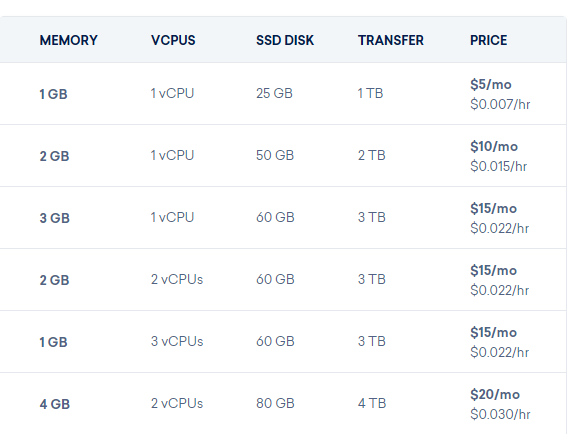 MEMORY VCPUS SSD DISK TRANSFER PRICE
1 GB 1 vCPU 25 GB 1 TB $5/mo
$0.007/hr
2 GB 1 vCPU 50 GB 2 TB $10/mo
$0.015/hr
3 GB 1 vCPU 60 GB 3 TB $15/mo
$0.022/hr
2 GB 2 vCPUs 60 GB 3 TB $15/mo
$0.022/hr
1 GB 3 vCPUs 60 GB 3 TB $15/mo
$0.022/hr
4 GB 2 vCPUs 80 GB 4 TB $20/mo
$0.030/hr